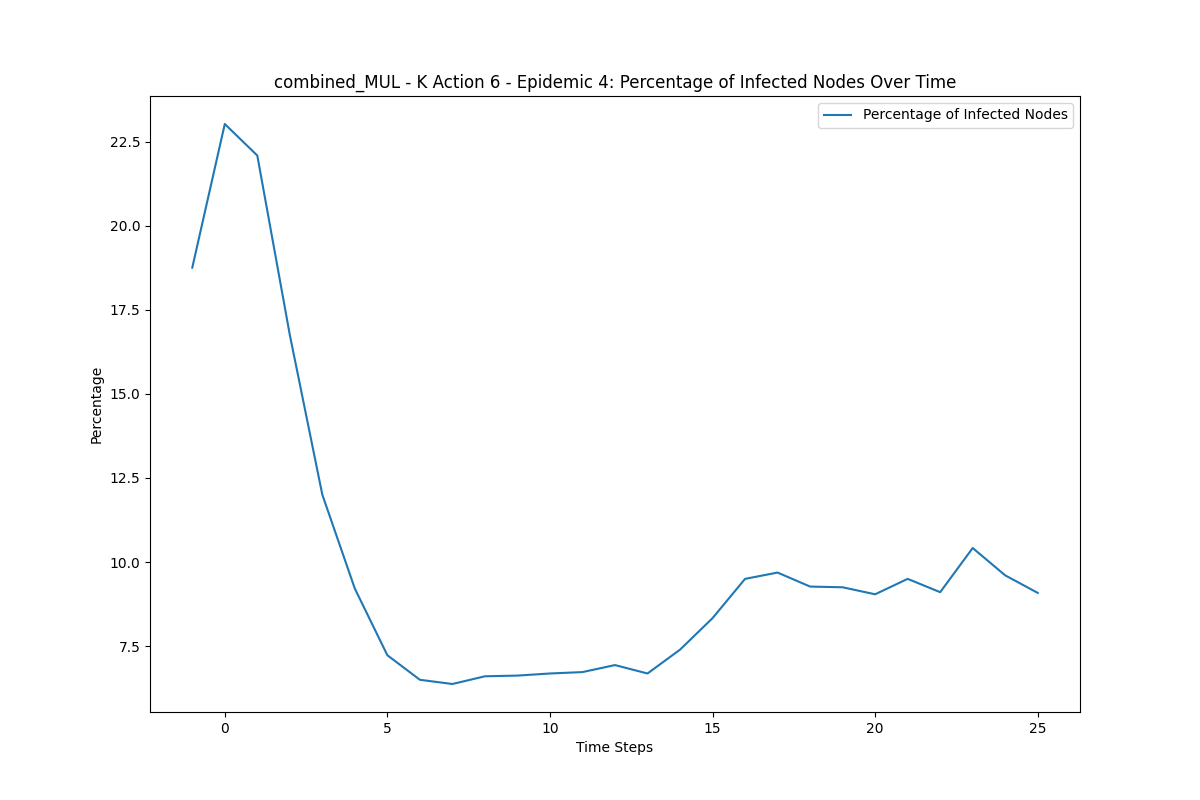 combined_MUL - K Action 6 - Epidemic 4: Percentage of Infected Nodes Over Time
Percentage of Infected Nodes
22.5
20.0
17.5
15.0
12.5
10.0
7.5
Percentage
0 5 10 15 20 25
Time Steps